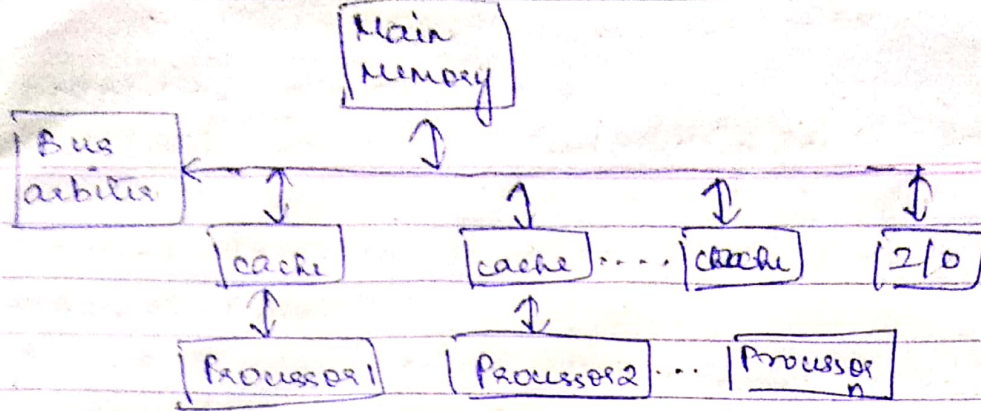 Main
Memory
Bus
arbiter
cache
cache
.....
cache
I/O
Processor1
Processor2
...
Processor
n